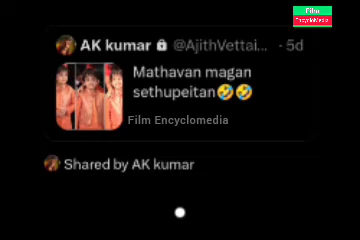 Film
EncycloMedia
AK kumar @AjithVettai... · 5d
Mathavan magan
sethupeitan🤣🤣
Film Encyclomedia
Shared by AK kumar